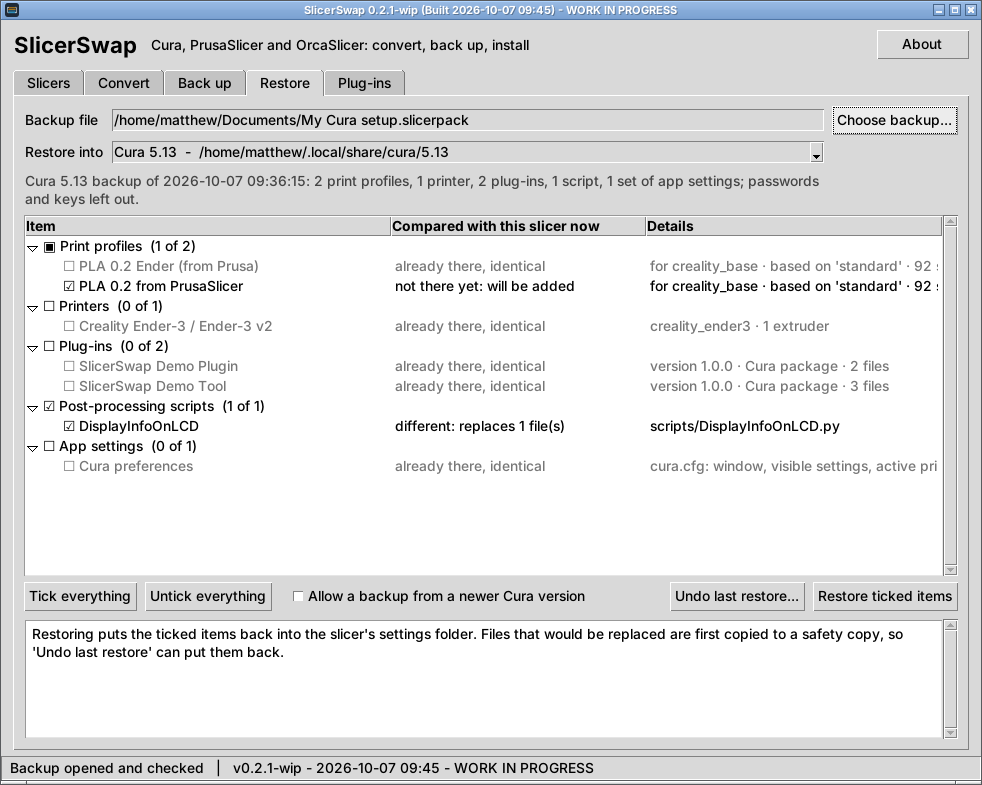 SlicerSwap 0.2.1-wip (Built 2026-10-07 09:45) - WORK IN PROGRESS
SlicerSwap Cura, PrusaSlicer and OrcaSlicer: convert, back up, install About
Slicers Convert Back up Restore Plug-ins
Backup file /home/matthew/Documents/My Cura setup.slicerpack Choose backup...
Restore into Cura 5.13 - /home/matthew/.local/share/cura/5.13
Cura 5.13 backup of 2026-10-07 09:36:15: 2 print profiles, 1 printer, 2 plug-ins, 1 script, 1 set of app settings; passwords
and keys left out.
Item Compared with this slicer now Details
Print profiles (1 of 2)
PLA 0.2 Ender (from Prusa) already there, identical for creality_base · based on 'standard' · 92
PLA 0.2 from PrusaSlicer not there yet: will be added for creality_base · based on 'standard' · 92
Printers (0 of 1)
Creality Ender-3 / Ender-3 v2 already there, identical creality_ender3 · 1 extruder
Plug-ins (0 of 2)
SlicerSwap Demo Plugin already there, identical version 1.0.0 · Cura package · 2 files
SlicerSwap Demo Tool already there, identical version 1.0.0 · Cura package · 3 files
Post-processing scripts (1 of 1)
DisplayInfoOnLCD different: replaces 1 file(s) scripts/DisplayInfoOnLCD.py
App settings (0 of 1)
Cura preferences already there, identical cura.cfg: window, visible settings, active pri
Tick everything Untick everything Allow a backup from a newer Cura version Undo last restore... Restore ticked items
Restoring puts the ticked items back into the slicer's settings folder. Files that would be replaced are first copied to a safety copy, so
'Undo last restore' can put them back.
Backup opened and checked | v0.2.1-wip - 2026-10-07 09:45 - WORK IN PROGRESS